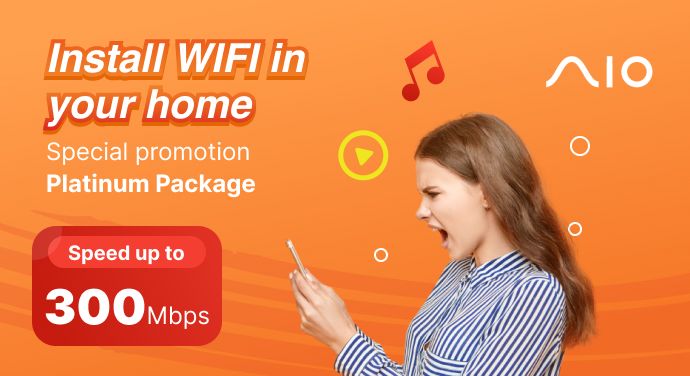 Install WIFI in
your home
AIO
Special promotion
Platinum Package
Speed up to
300Mbps